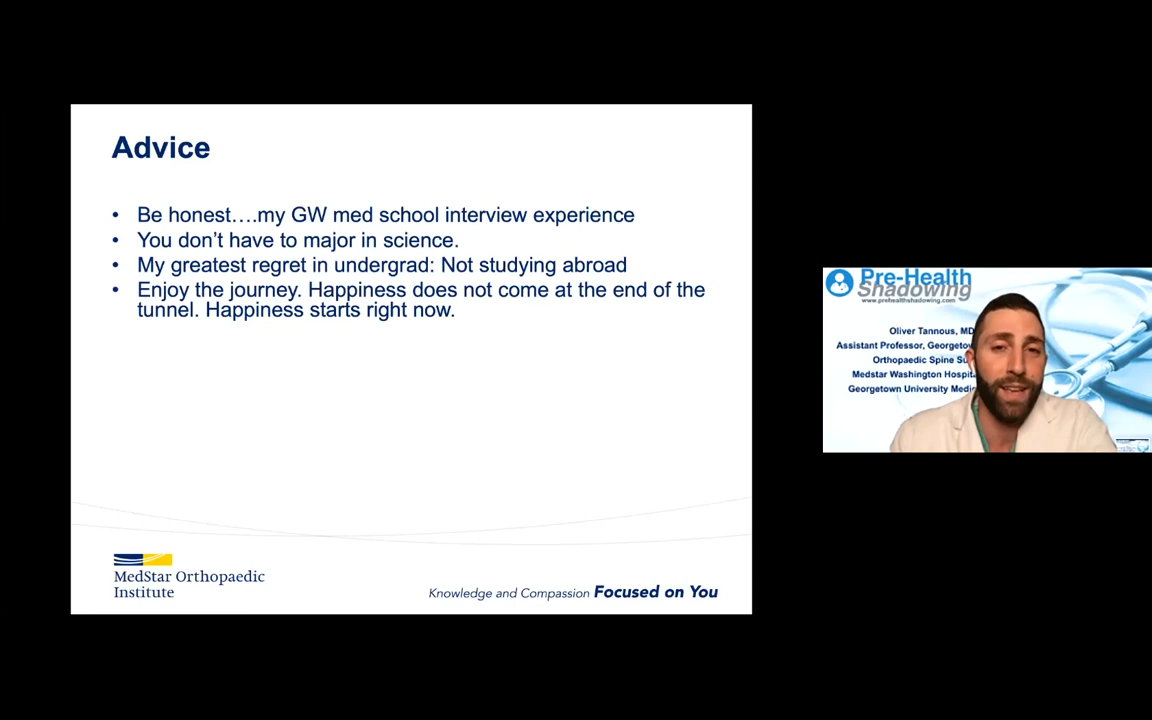 Advice
• Be honest….my GW med school interview experience
• You don’t have to major in science.
• My greatest regret in undergrad: Not studying abroad
• Enjoy the journey. Happiness does not come at the end of the
tunnel. Happiness starts right now.
MedStar Orthopaedic
Institute
Knowledge and Compassion Focused on You
Pre-Health
Shadowing
www.prehealthshadowing.com
Oliver Tannous, MD
Assistant Professor, Georgetow
Orthopaedic Spine Su
Medstar Washington Hospita
Georgetown University Medi